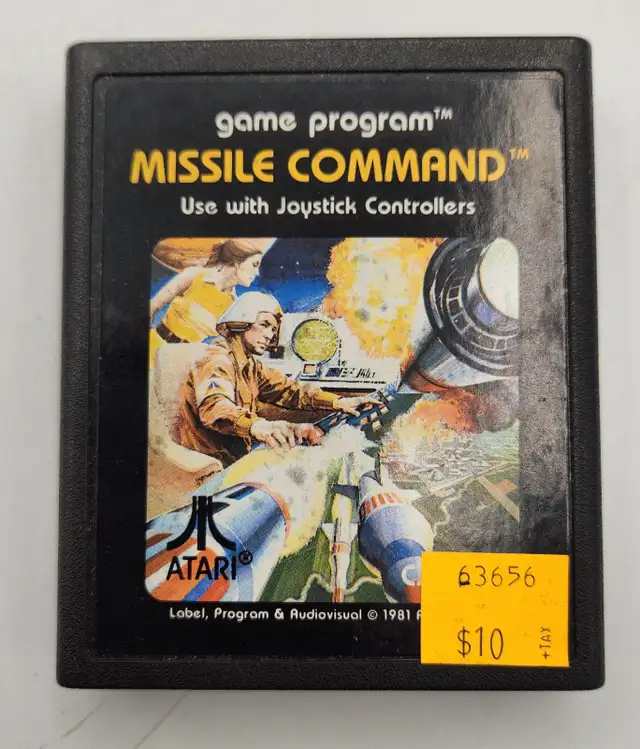 game program™
MISSILE COMMAND™
Use with Joystick Controllers
ATARI®
Label, Program & Audiovisual © 1981
63656
$10
+TAX